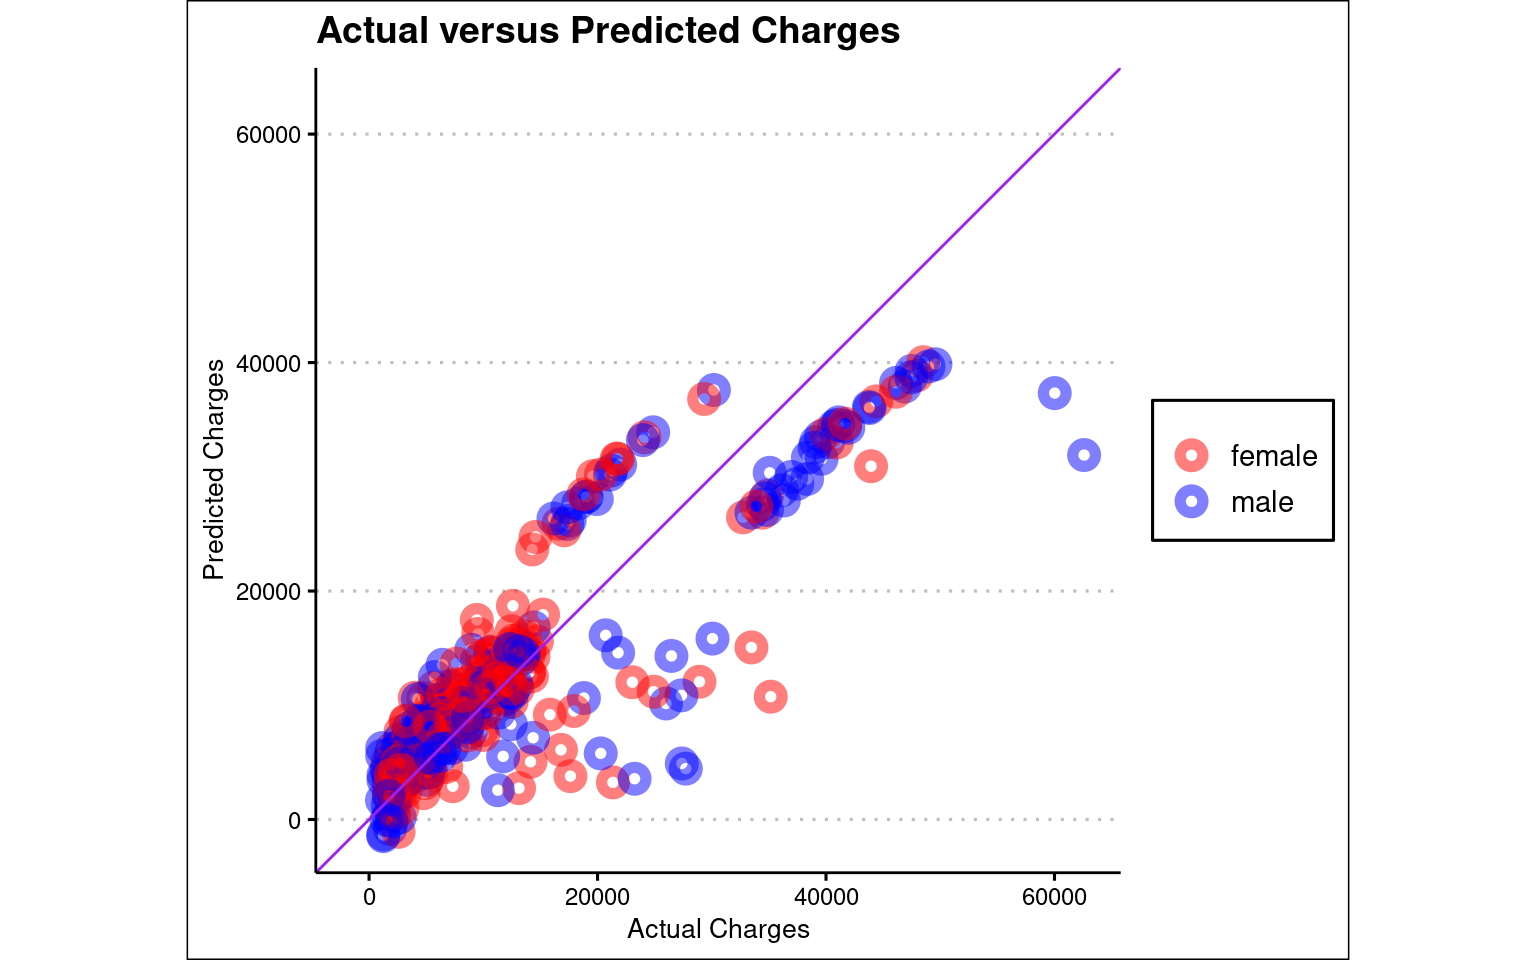 Actual versus Predicted Charges
Predicted Charges
60000
40000
20000
0
0 20000 40000 60000
Actual Charges
female
male